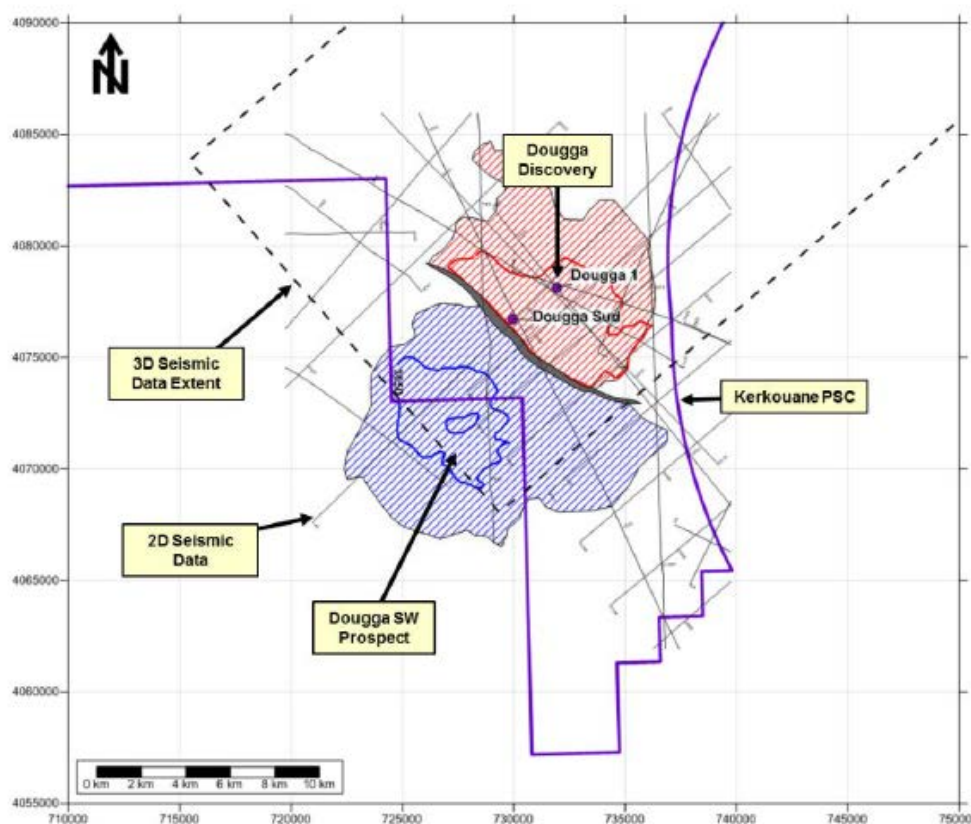 4090000
N
4085000
Dougga
Discovery
4080000
Dougga 1
Dougga Sud
4075000
3D Seismic
Data Extent
Kerkouane PSC
4070000
2D Seismic
Data
4065000
Dougga SW
Prospect
4060000
0 km 2 km 4 km 6 km 8 km 10 km
4055000
710000 715000 720000 725000 730000 735000 740000 745000 75000